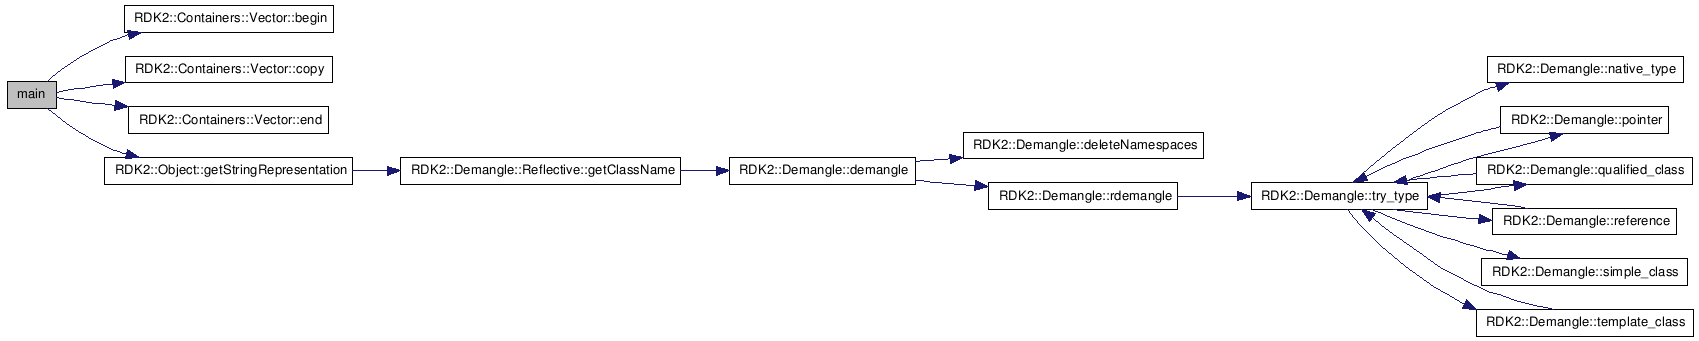 main
RDK2::Containers::Vector::begin
RDK2::Containers::Vector::copy
RDK2::Containers::Vector::end
RDK2::Object::getStringRepresentation
RDK2::Demangle::Reflective::getClassName
RDK2::Demangle::demangle
RDK2::Demangle::deleteNamespaces
RDK2::Demangle::rdemangle
RDK2::Demangle::try_type
RDK2::Demangle::native_type
RDK2::Demangle::pointer
RDK2::Demangle::qualified_class
RDK2::Demangle::reference
RDK2::Demangle::simple_class
RDK2::Demangle::template_class